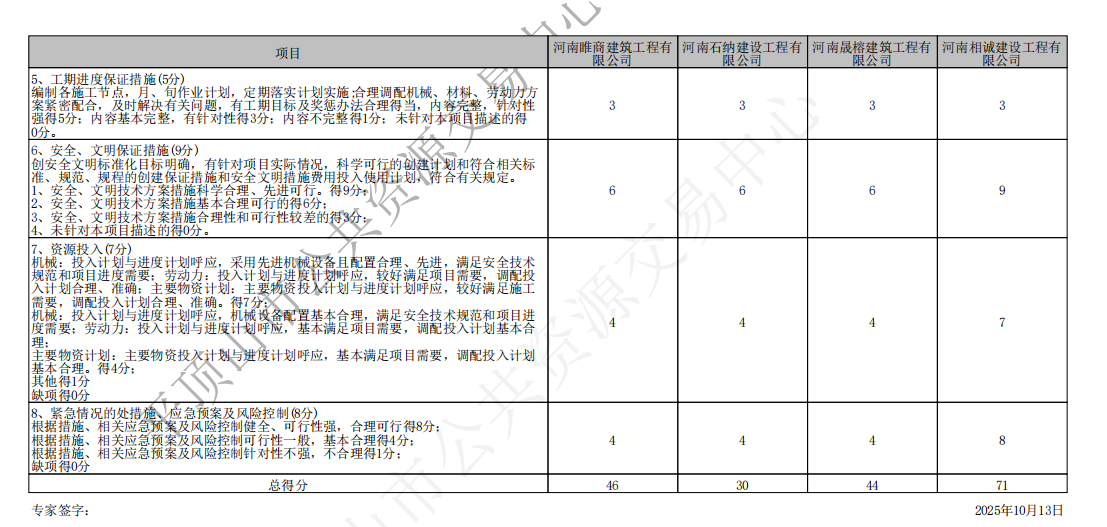 项目 河南睢商建筑工程有限公司 河南石纳建设工程有限公司 河南晟榕建筑工程有限公司 河南相诚建设工程有限公司
5、工期进度保证措施(5分)
编制各施工节点，月、旬作业计划，定期落实计划实施;合理调配机械、材料、劳动力方
案紧密配合，及时解决有关问题，有工期目标及奖惩办法合理得当，内容完整，针对性
强得5分；内容基本完整，有针对性得3分；内容不完整得1分；未针对本项目描述的得
0分。
3 3 3 3
6、安全、文明保证措施(9分)
创安全文明标准化目标明确，有针对项目实际情况，科学可行的创建计划和符合相关标
准、规范、规程的创建保证措施和安全文明措施费用投入使用计划，符合有关规定。
1、安全、文明技术方案措施科学合理、先进可行。得9分；
2、安全、文明技术方案措施基本合理可行的得6分；
3、安全、文明技术方案措施合理性和可行性较差的得3分；
4、未针对本项目描述的得0分。
6 6 6 9
7、资源投入(7分)
机械：投入计划与进度计划呼应，采用先进机械设备且配置合理、先进，满足安全技术
规范和项目进度需要；劳动力：投入计划与进度计划呼应，较好满足项目需要，调配投
入计划合理、准确；主要物资计划：主要物资投入计划与进度计划呼应，较好满足施工
需要，调配投入计划合理、准确。得7分；
机械：投入计划与进度计划呼应，机械设备配置基本合理，满足安全技术规范和项目进
度需要；劳动力：投入计划与进度计划呼应，基本满足项目需要，调配投入计划基本合
理；
主要物资计划：主要物资投入计划与进度计划呼应，基本满足项目需要，调配投入计划
基本合理。得4分；
其他得1分
缺项得0分
4 4 4 7
8、紧急情况的处措施、应急预案及风险控制(8分)
根据措施、相关应急预案及风险控制健全、可行性强，合理可行得8分；
根据措施、相关应急预案及风险控制可行性一般，基本合理得4分；
根据措施、相关应急预案及风险控制针对性不强，不合理得1分；
缺项得0分
4 4 4 8
总得分 46 30 44 71
专家签字： 2025年10月13日
平顶山市公共资源交易中心
山市公共资源交易中心